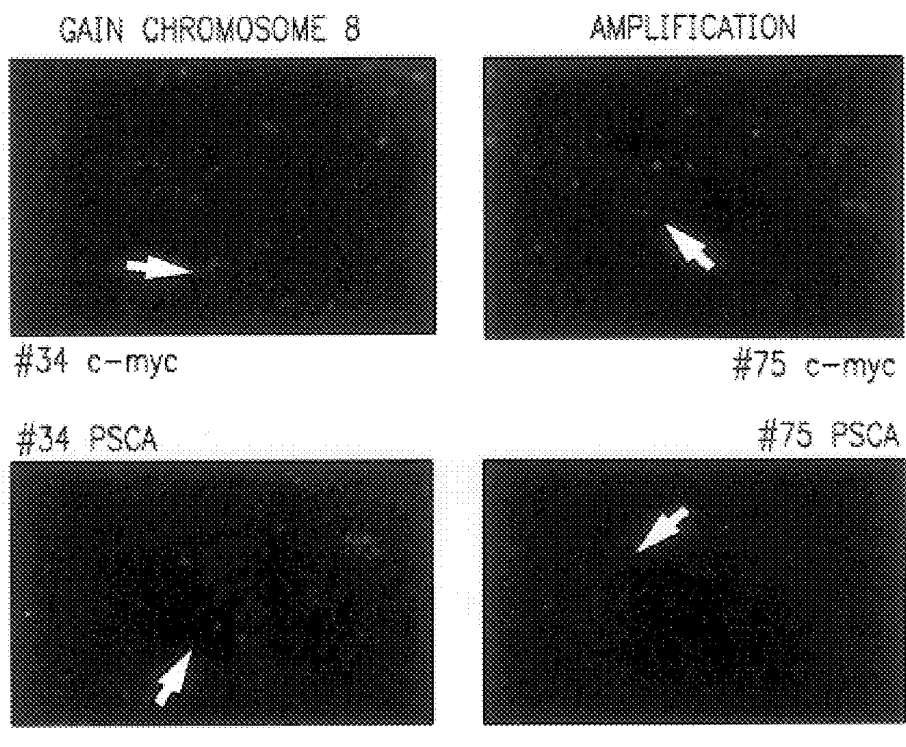 GAIN CHROMOSOME 8
AMPLIFICATION
#34 c-myc
#75 c-myc
#34 PSCA
#75 PSCA